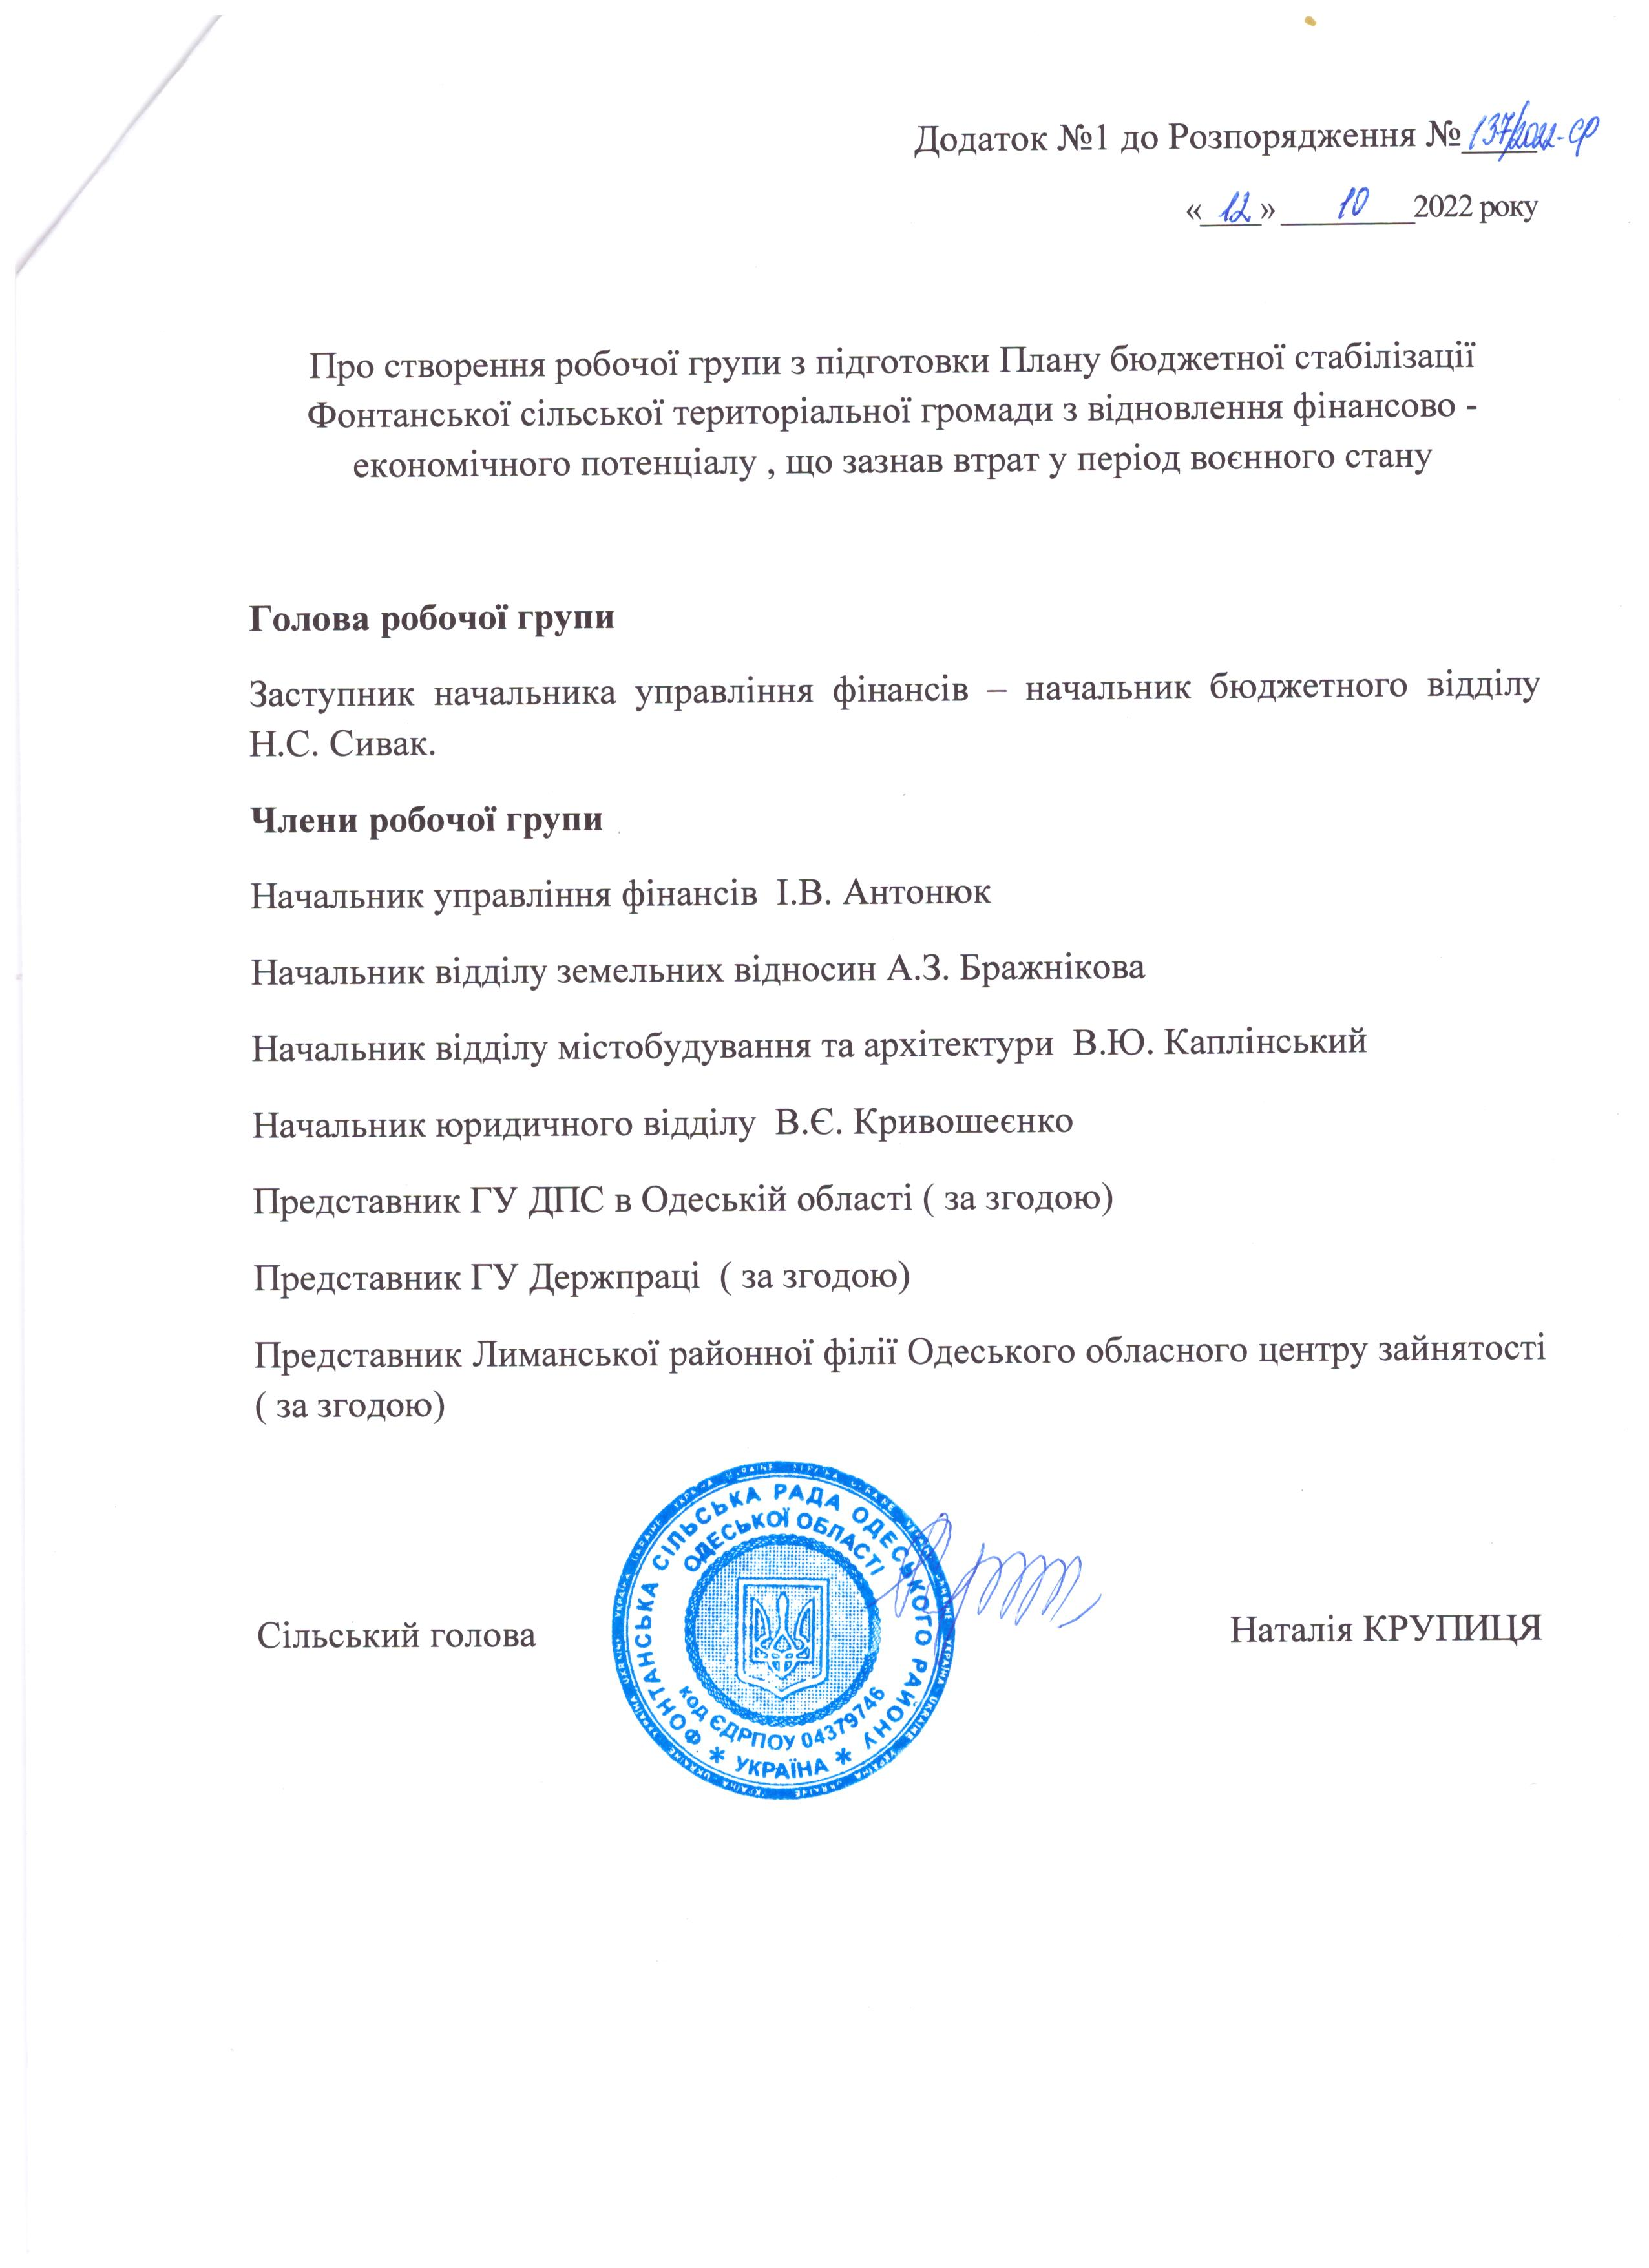 Додаток №1 до Розпорядження №137/2022-СР
«12» 10 2022 року
Про створення робочої групи з підготовки Плану бюджетної стабілізації
Фонтанської сільської територіальної громади з відновлення фінансово -
економічного потенціалу , що зазнав втрат у період воєнного стану
Голова робочої групи
Заступник начальника управління фінансів – начальник бюджетного відділу
Н.С. Сивак.
Члени робочої групи
Начальник управління фінансів І.В. Антонюк
Начальник відділу земельних відносин А.З. Бражнікова
Начальник відділу містобудування та архітектури В.Ю. Каплінський
Начальник юридичного відділу В.Є. Кривошеєнко
Представник ГУ ДПС в Одеській області ( за згодою)
Представник ГУ Держпраці ( за згодою)
Представник Лиманської районної філії Одеського обласного центру зайнятості
( за згодою)
Сільський голова
ФОНТАНСЬКА СІЛЬСЬКА РАДА ОДЕСЬКОГО РАЙОНУ
ОДЕСЬКОЇ ОБЛАСТІ
код ЄДРПОУ 04379746
* УКРАЇНА *
Наталія КРУПИЦЯ